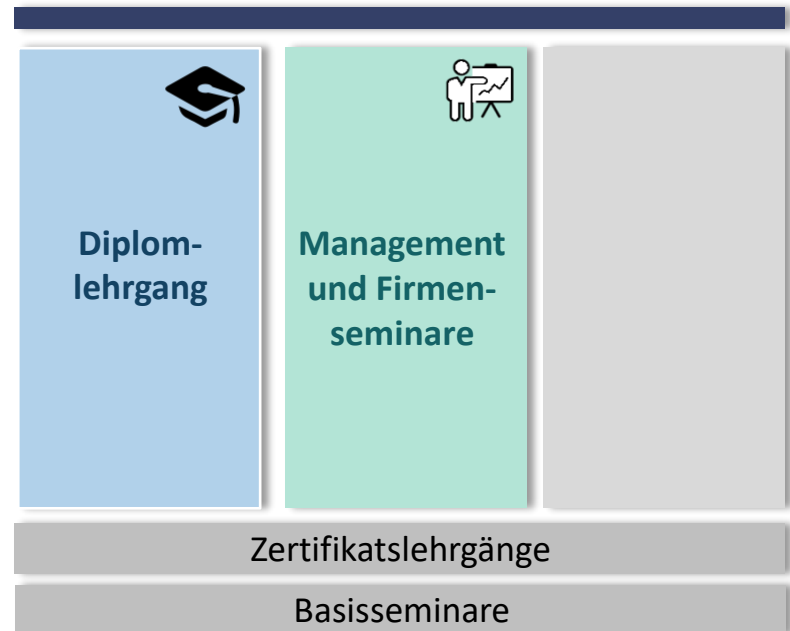 Diplom-
lehrgang
Management
und Firmen-
seminare
Zertifikatslehrgänge
Basisseminare